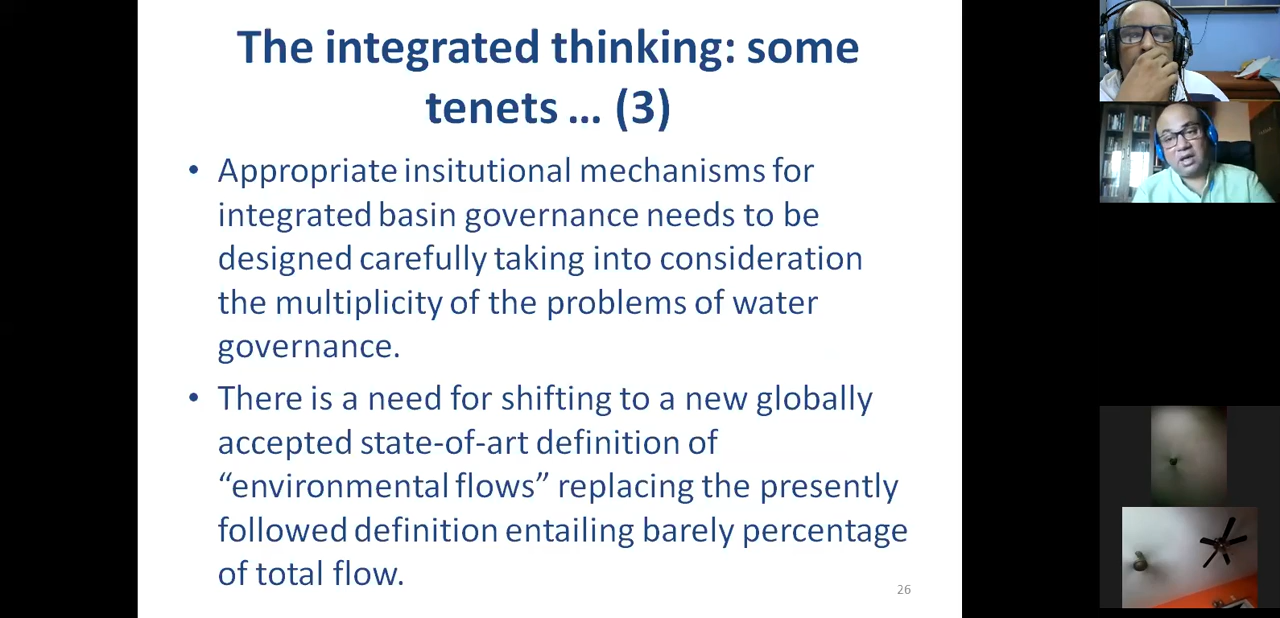 The integrated thinking: some
tenets ... (3)
• Appropriate insitutional mechanisms for
integrated basin governance needs to be
designed carefully taking into consideration
the multiplicity of the problems of water
governance.
• There is a need for shifting to a new globally
accepted state-of-art definition of
“environmental flows” replacing the presently
followed definition entailing barely percentage
of total flow.
26